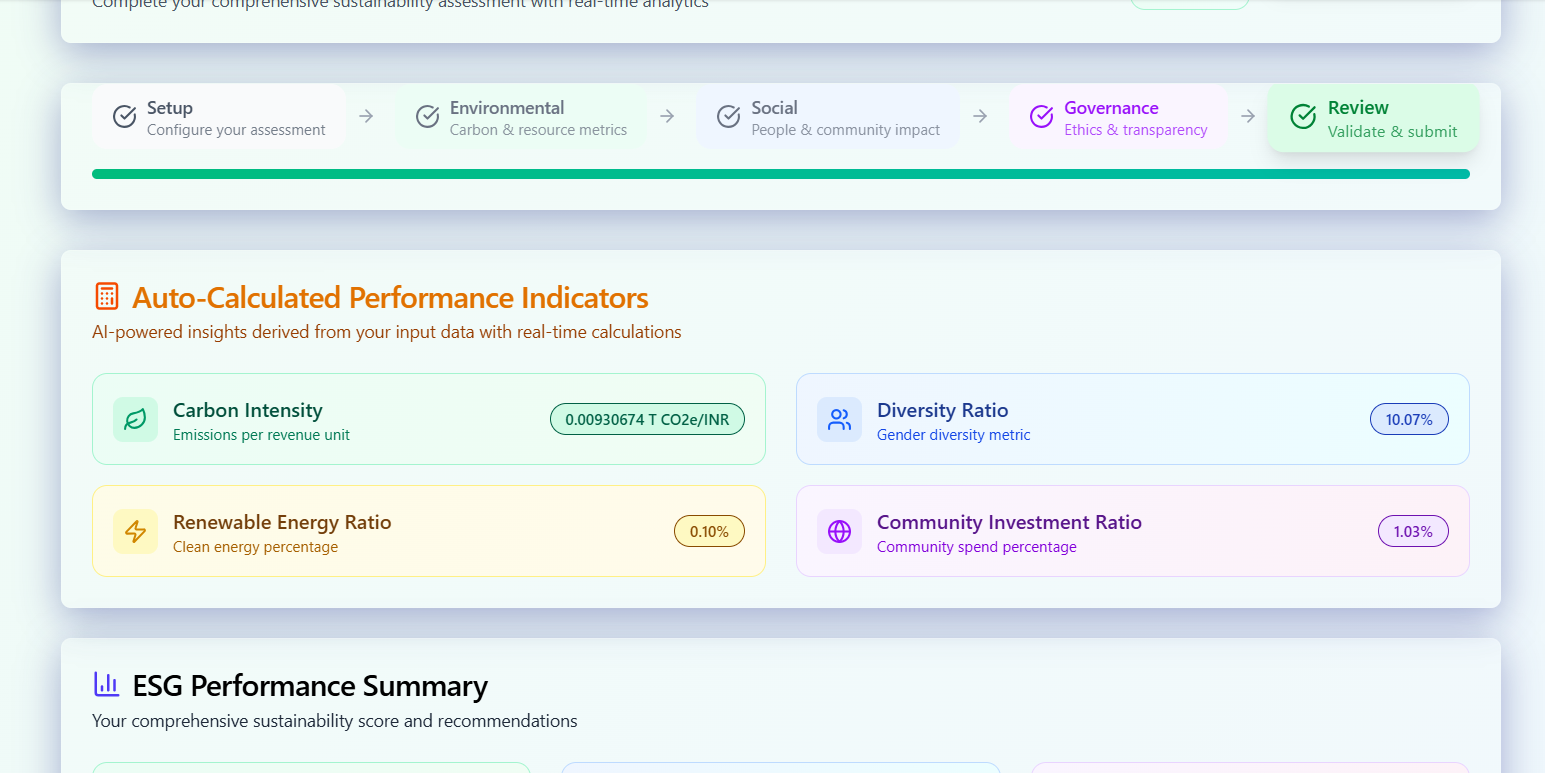 Complete your comprehensive sustainability assessment with real-time analytics
Setup
Configure your assessment
Environmental
Carbon & resource metrics
Social
People & community impact
Governance
Ethics & transparency
Review
Validate & submit
Auto-Calculated Performance Indicators
AI-powered insights derived from your input data with real-time calculations
Carbon Intensity
Emissions per revenue unit
0.00930674 T CO2e/INR
Diversity Ratio
Gender diversity metric
10.07%
Renewable Energy Ratio
Clean energy percentage
0.10%
Community Investment Ratio
Community spend percentage
1.03%
ESG Performance Summary
Your comprehensive sustainability score and recommendations